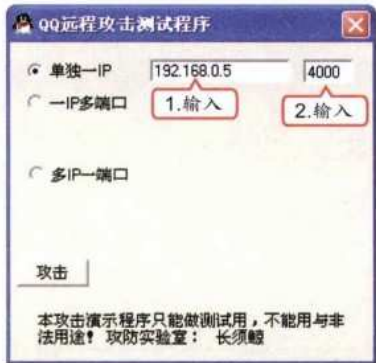 QQ远程攻击测试程序
单独一IP 192.168.0.5 4000
一IP多端口 1.输入 2.输入
多IP一端口
攻击
本攻击演示程序只能做测试用，不能用与非
法用途！攻防实验室： 长须鲸